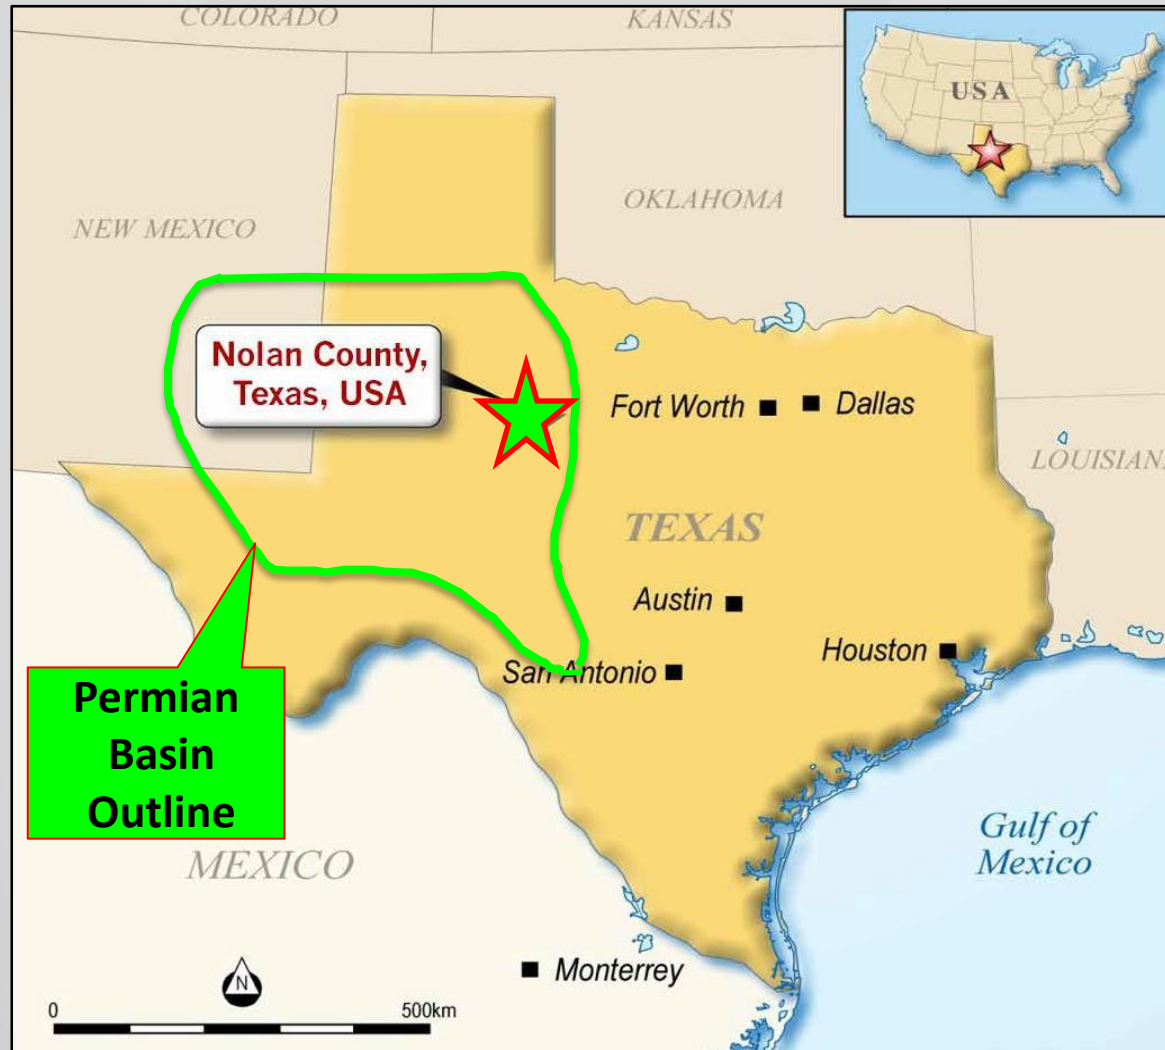 COLORADO
KANSAS
USA
OKLAHOMA
NEW MEXICO
Nolan County,
Texas, USA
Fort Worth
Dallas
LOUISIAN
TEXAS
Austin
Houston
San Antonio
Permian
Basin
Outline
Gulf of
Mexico
MEXICO
Monterrey
N
0
500km